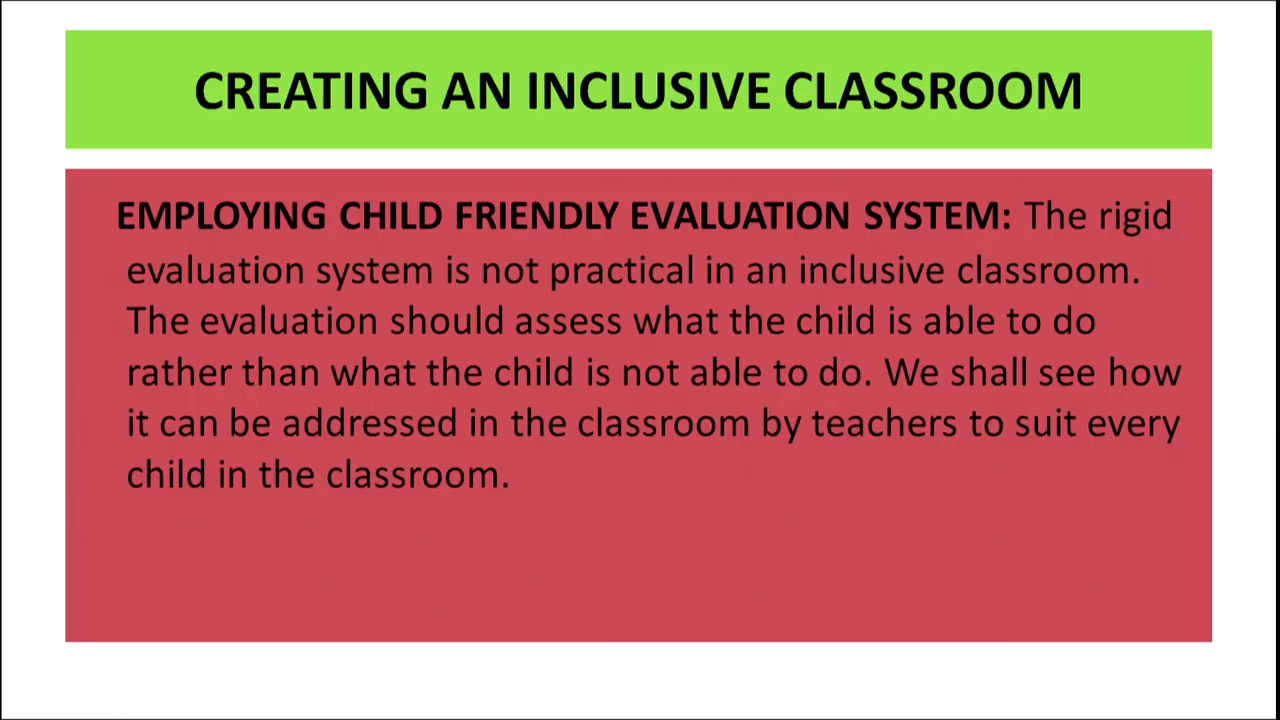 CREATING AN INCLUSIVE CLASSROOM
EMPLOYING CHILD FRIENDLY EVALUATION SYSTEM: The rigid
evaluation system is not practical in an inclusive classroom.
The evaluation should assess what the child is able to do
rather than what the child is not able to do. We shall see how
it can be addressed in the classroom by teachers to suit every
child in the classroom.